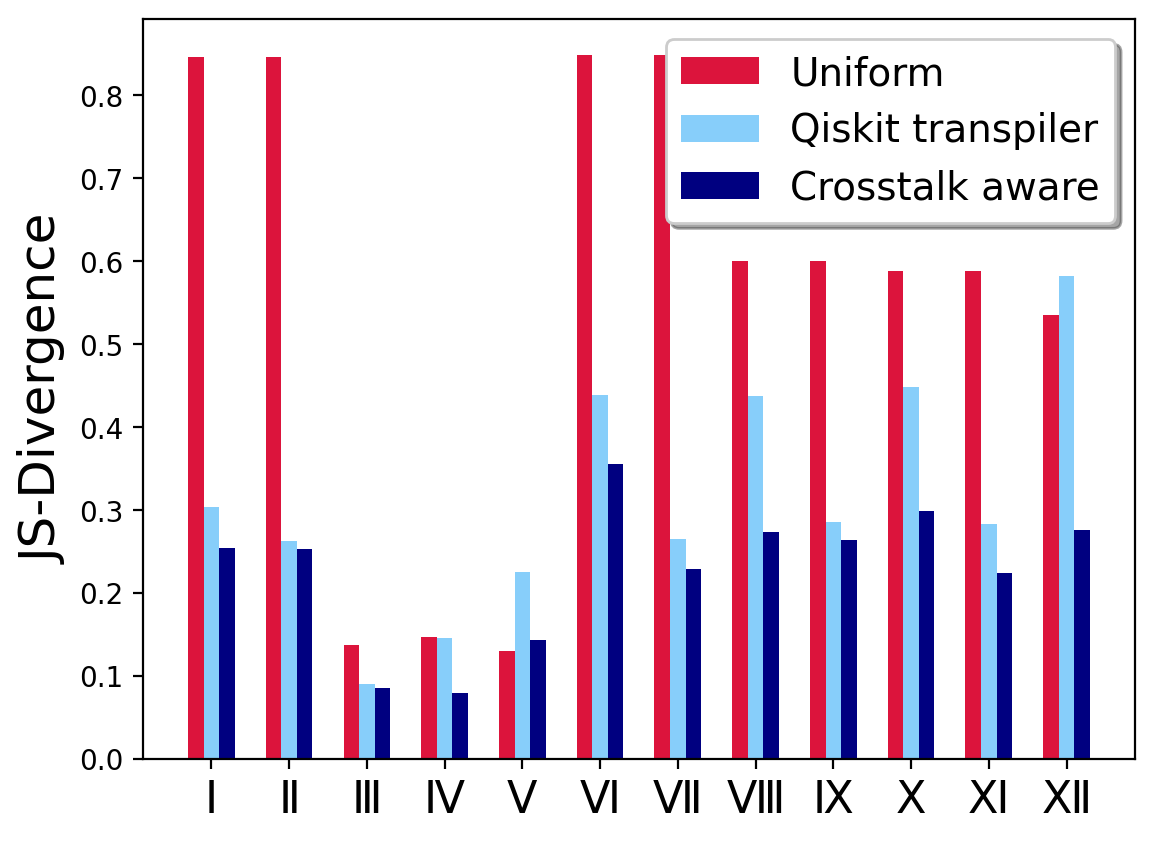 Uniform
Qiskit transpiler
Crosstalk aware
JS-Divergence
0.8
0.7
0.6
0.5
0.4
0.3
0.2
0.1
0.0
I II III IV V VI VII VIII IX X XI XII